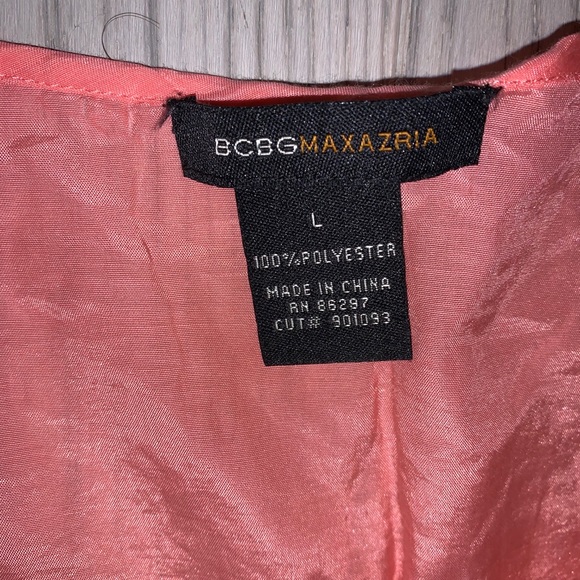 BCBGMAXAZRIA
L
100%POLYESTER
MADE IN CHINA
RN 86297
CUT# 901093